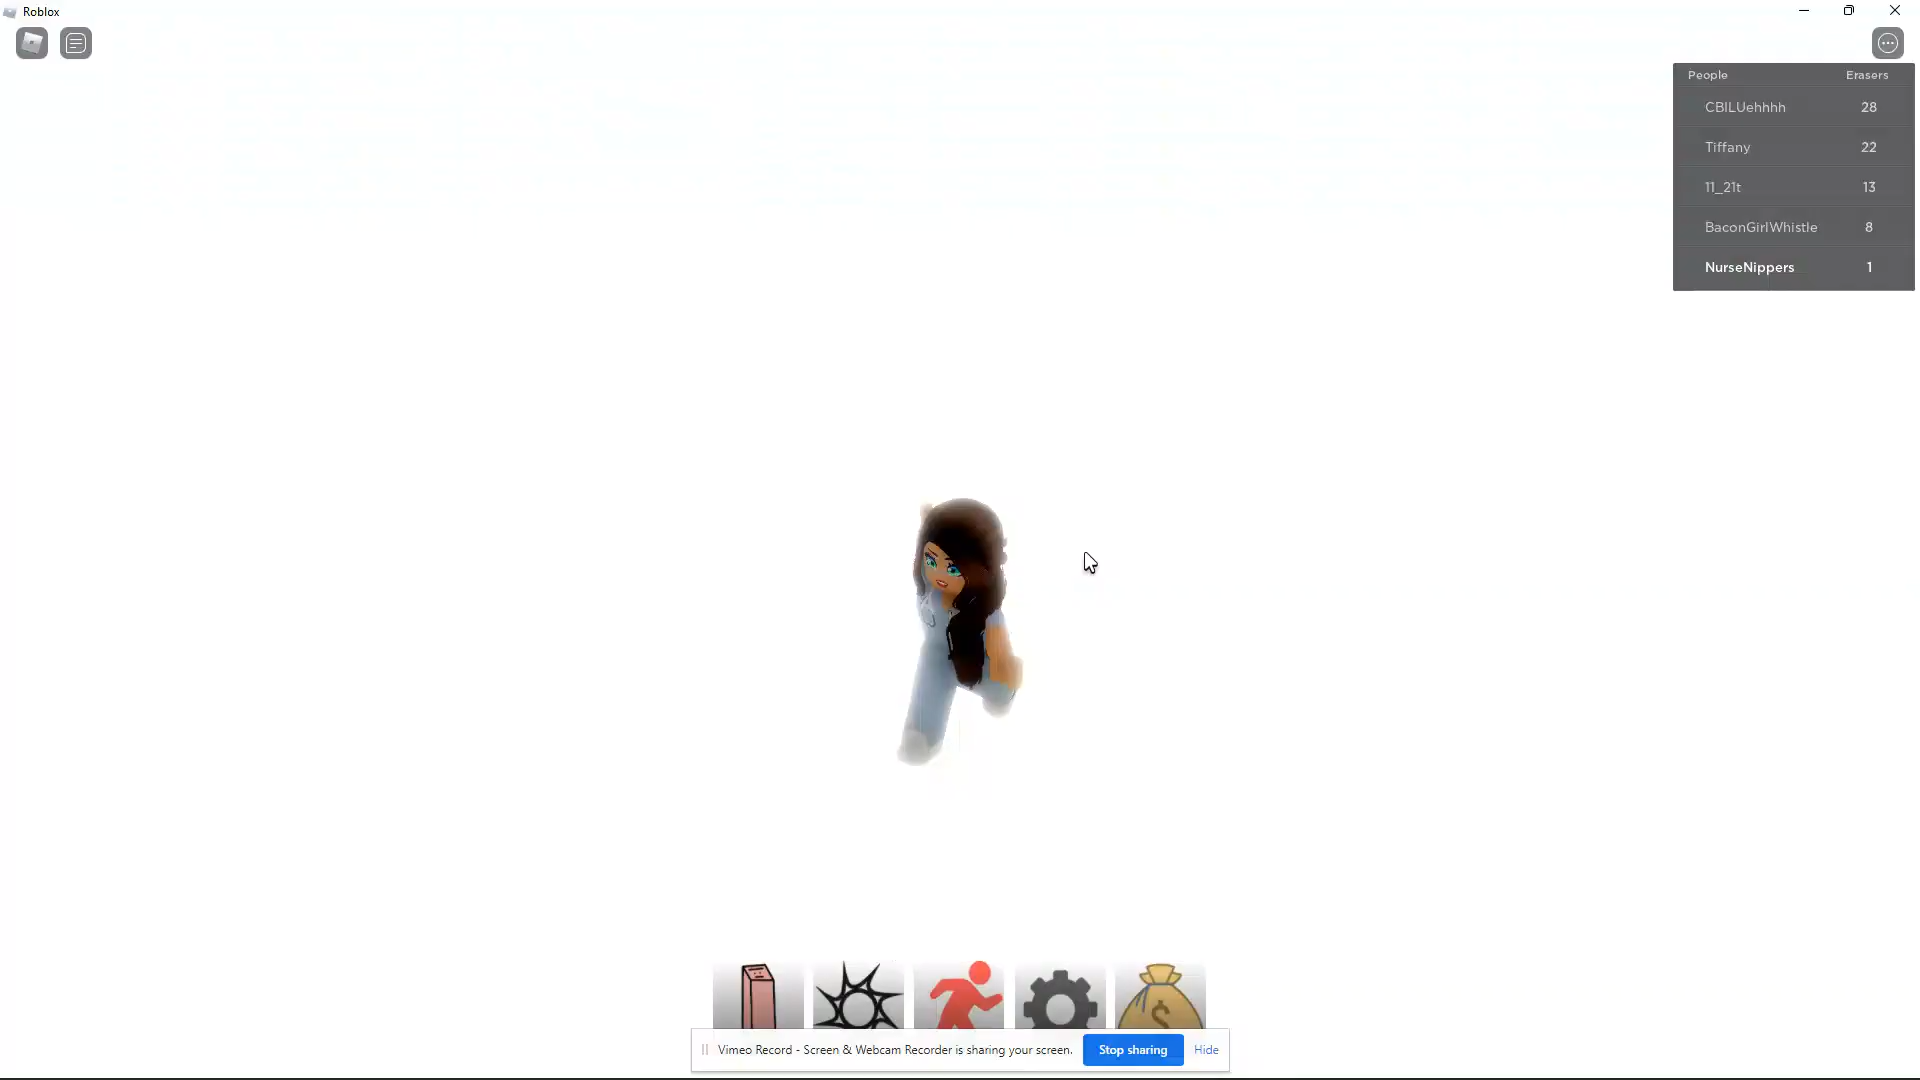 Roblox
People Erasers
CBILUehhhh 28
Tiffany 22
11_21t 13
BaconGirlWhistle 8
NurseNippers 1
$
Vimeo Record - Screen & Webcam Recorder is sharing your screen. Stop sharing Hide